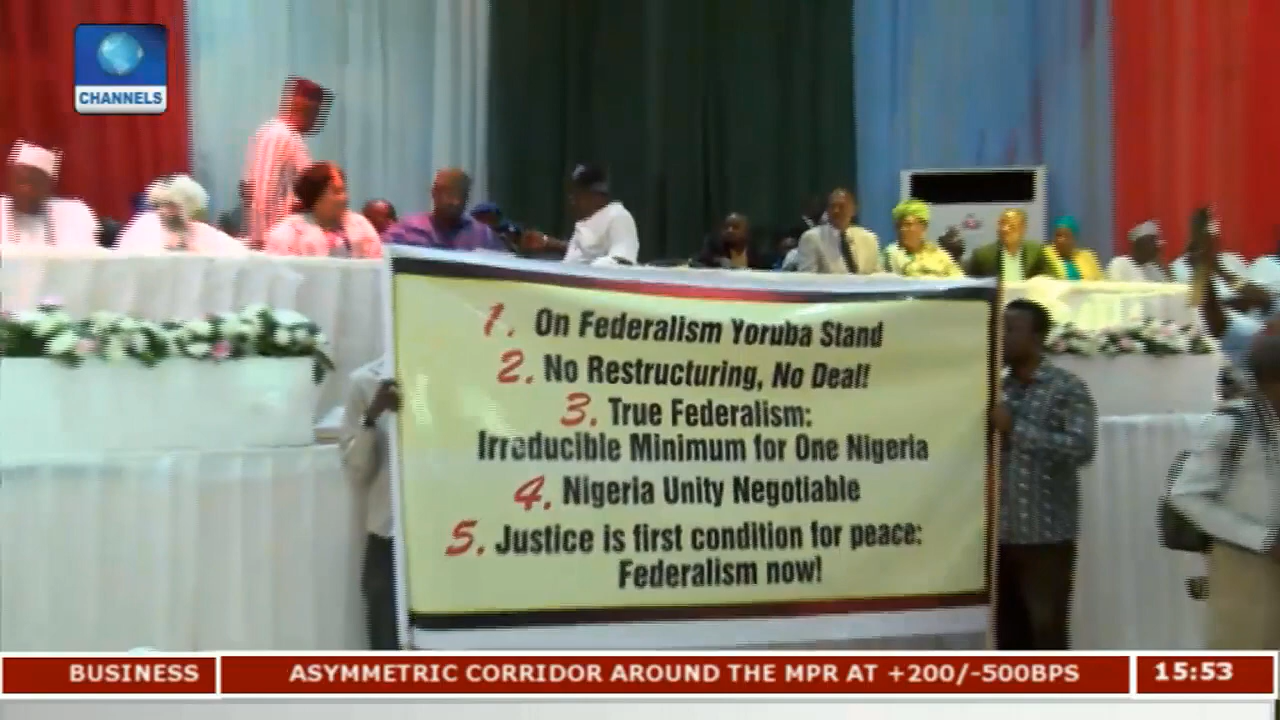 CHANNELS
1. On Federalism Yoruba Stand
2. No Restructuring, No Deal!
3. True Federalism:
Irreducible Minimum for One Nigeria
4. Nigeria Unity Negotiable
5. Justice is first condition for peace:
Federalism now!
BUSINESS ASYMMETRIC CORRIDOR AROUND THE MPR AT +200/-500BPS 15:53